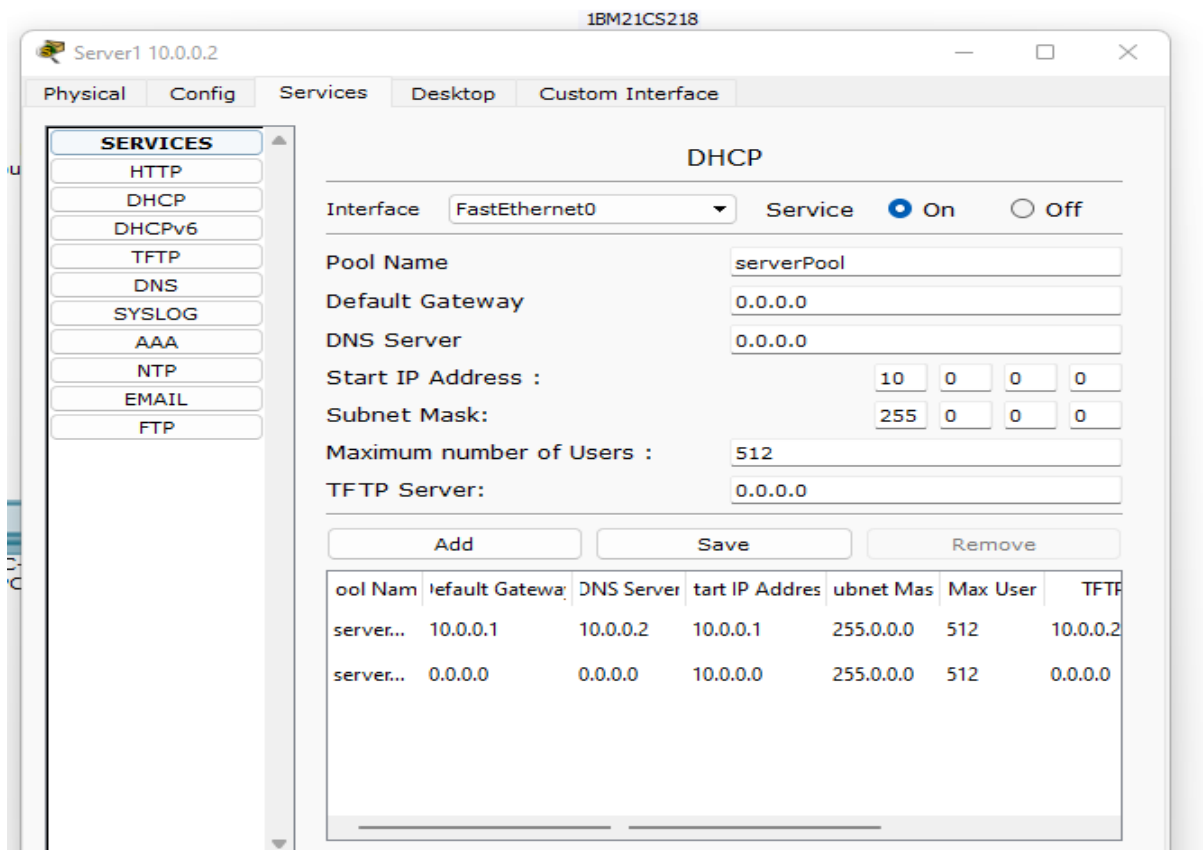 1BM21CS218
Server1 10.0.0.2
Physical Config Services Desktop Custom Interface
SERVICES
HTTP
DHCP
DHCPv6
TFTP
DNS
SYSLOG
AAA
NTP
EMAIL
FTP
DHCP
Interface FastEthernet0 Service On Off
Pool Name serverPool
Default Gateway 0.0.0.0
DNS Server 0.0.0.0
Start IP Address : 10 0 0 0
Subnet Mask: 255 0 0 0
Maximum number of Users : 512
TFTP Server: 0.0.0.0
Add Save Remove
ool Nam efault Gateway DNS Server tart IP Addres ubnet Mas Max User TFTP
server... 10.0.0.1 10.0.0.2 10.0.0.1 255.0.0.0 512 10.0.0.2
server... 0.0.0.0 0.0.0.0 10.0.0.0 255.0.0.0 512 0.0.0.0